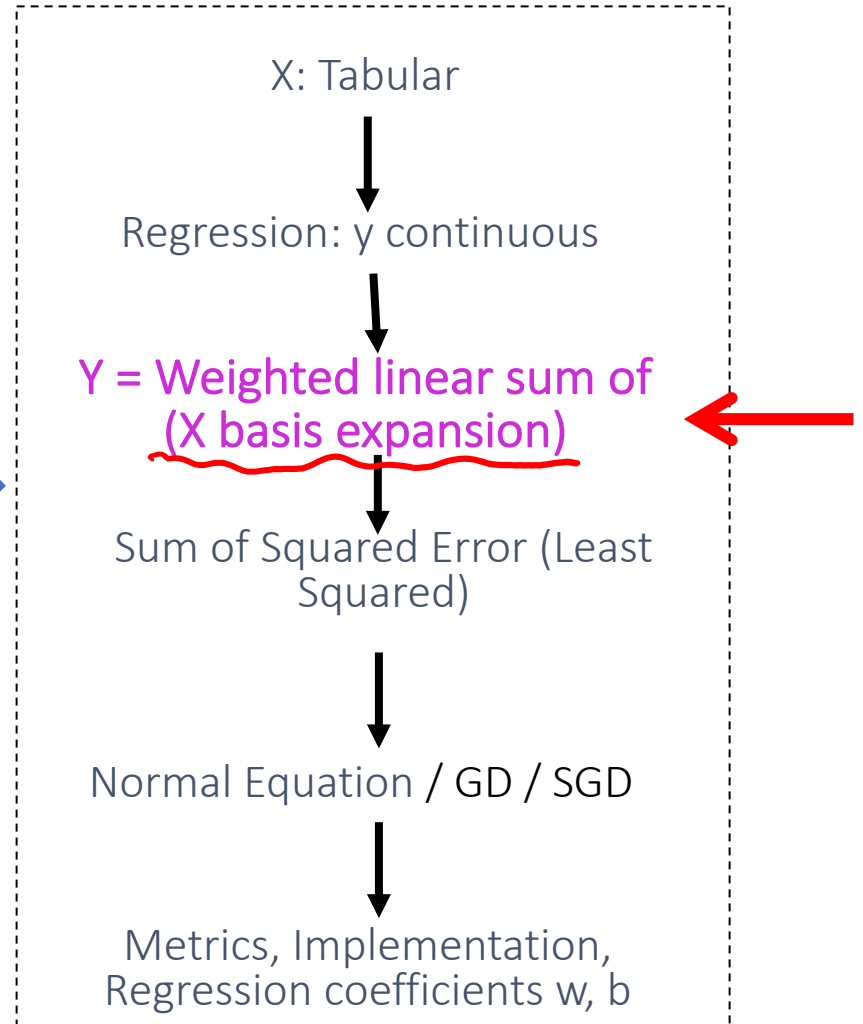 X: Tabular
Regression: y continuous
Y = Weighted linear sum of
(X basis expansion)
Sum of Squared Error (Least
Squared)
Normal Equation / GD / SGD
Metrics, Implementation,
Regression coefficients w, b